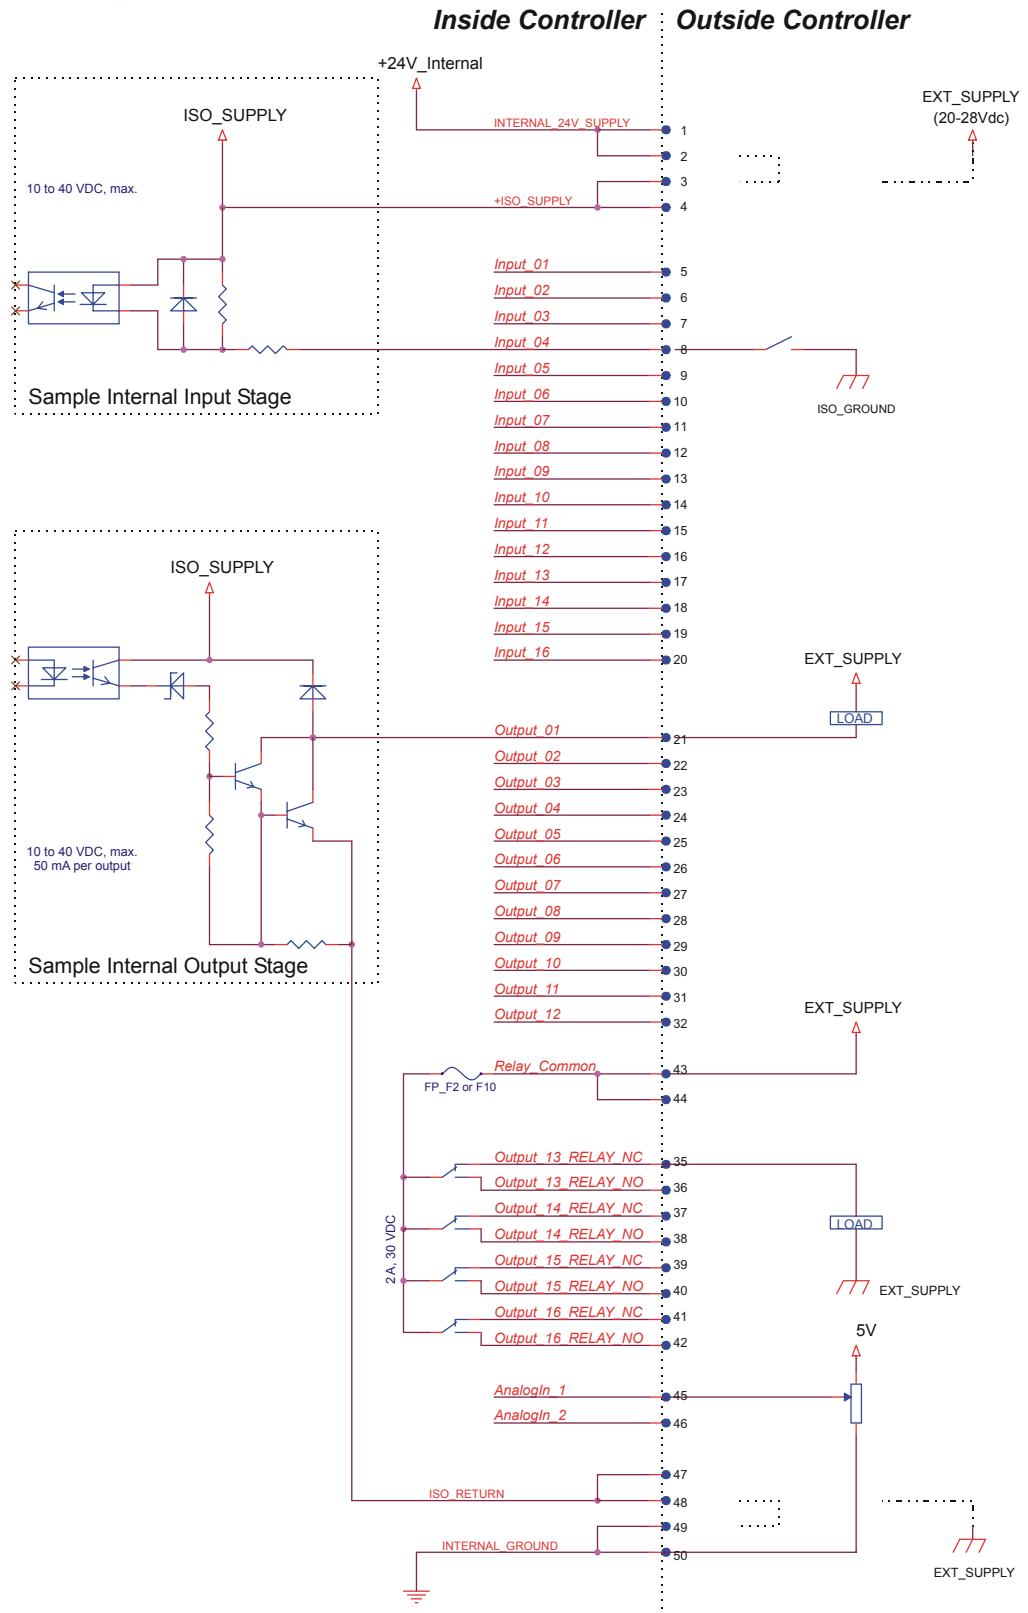 Inside Controller Outside Controller
+24V_Internal
EXT_SUPPLY
(20-28Vdc)
ISO_SUPPLY
INTERNAL_24V_SUPPLY
1
2
10 to 40 VDC, max.
3
+ISO_SUPPLY
4
Input_01
5
Input_02
6
Input_03
7
Input_04
8
Input_05
9
ISO_GROUND
Sample Internal Input Stage
Input_06
10
Input_07
11
Input_08
12
Input_09
13
Input_10
14
Input_11
15
Input_12
16
Input_13
17
Input_14
18
Input_15
19
Input_16
20
ISO_SUPPLY
EXT_SUPPLY
LOAD
Output_01
21
Output_02
22
Output_03
23
Output_04
24
Output_05
25
10 to 40 VDC, max.
50 mA per output
Output_06
26
Output_07
27
Output_08
28
Output_09
29
Output_10
30
Sample Internal Output Stage
Output_11
31
Output_12
32
EXT_SUPPLY
Relay_Common
43
FP_F2 or F10
44
Output_13_RELAY_NC
35
Output_13_RELAY_NO
36
Output_14_RELAY_NC
37
Output_14_RELAY_NO
38
Output_15_RELAY_NC
39
Output_15_RELAY_NO
40
Output_16_RELAY_NC
41
Output_16_RELAY_NO
42
2 A, 30 VDC
LOAD
EXT_SUPPLY
5V
AnalogIn_1
45
AnalogIn_2
46
47
ISO_RETURN
48
49
INTERNAL_GROUND
50
EXT_SUPPLY